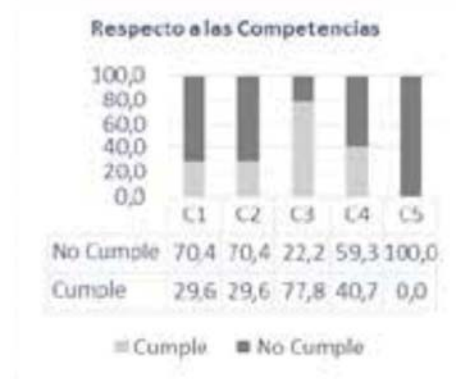 Respecto a las Competencias
100,0
80,0
60,0
40,0
20,0
0,0
C1 C2 C3 C4 C5
No Cumple 70,4 70,4 22,2 59,3 100,0
Cumple 29,6 29,6 77,8 40,7 0,0
Cumple No Cumple